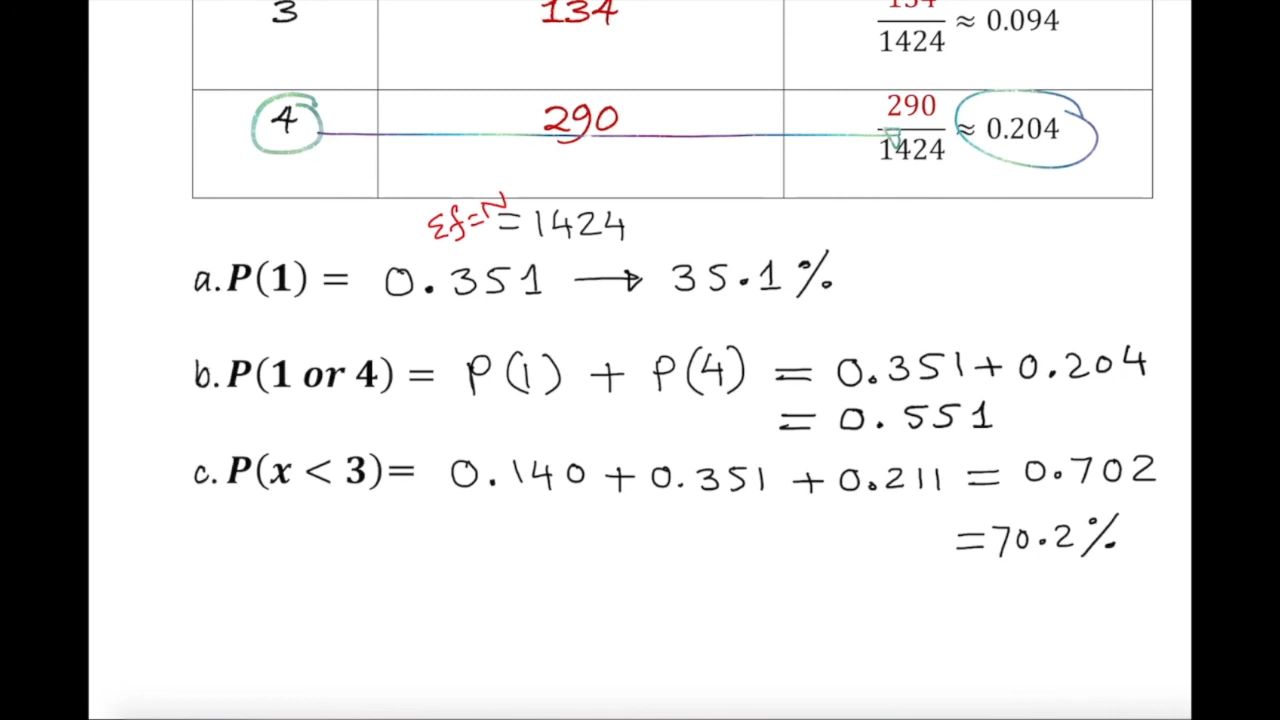 3 134 134/1424 ≈ 0.094
4 290 290/1424 ≈ 0.204
Σf=N = 1424
a. P(1) = 0.351 → 35.1%
b. P(1 or 4) = P(1) + P(4) = 0.351 + 0.204
= 0.551
c. P(x < 3)= 0.140 + 0.351 + 0.211 = 0.702
= 70.2%